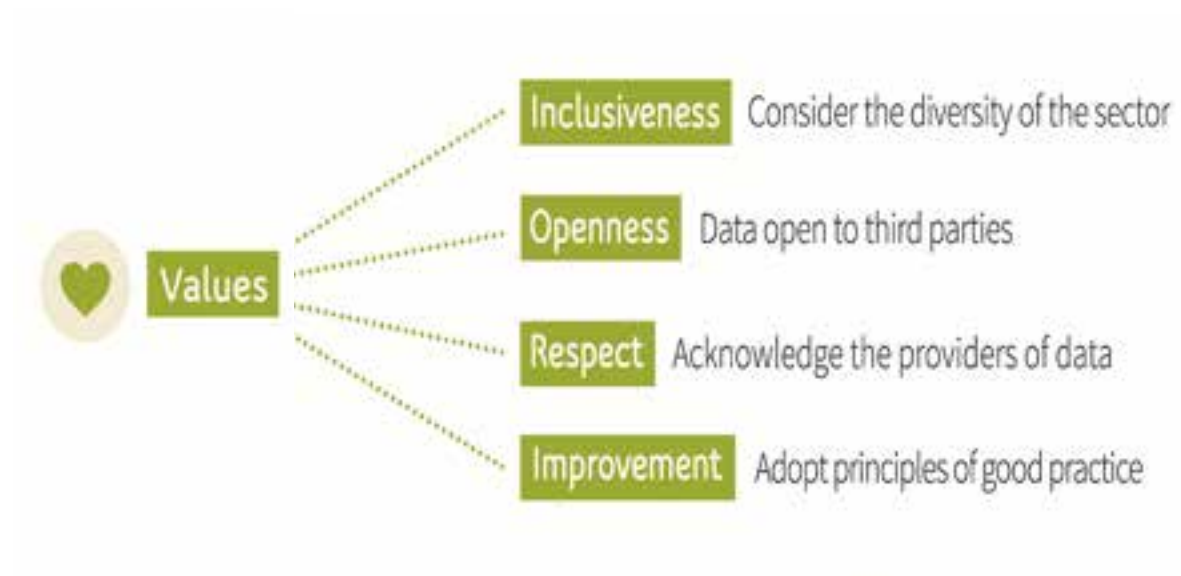 Values
Inclusiveness Consider the diversity of the sector
Openness Data open to third parties
Respect Acknowledge the providers of data
Improvement Adopt principles of good practice